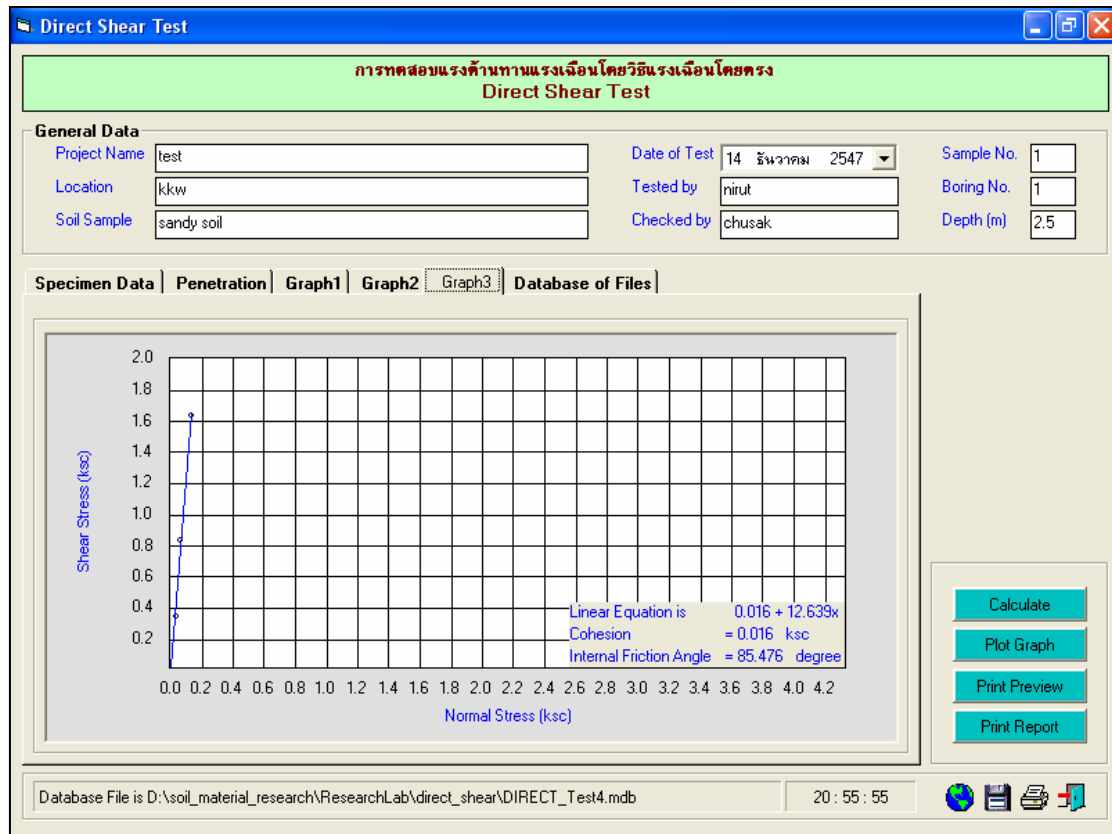 Direct Shear Test
การทดสอบแรงต้านทานแรงเฉือนโดยวิธีแรงเฉือนโดยตรง
Direct Shear Test
General Data
Project Name test Date of Test 14 ธันวาคม 2547 Sample No. 1
Location kkw Tested by nirut Boring No. 1
Soil Sample sandy soil Checked by chusak Depth (m) 2.5
Specimen Data Penetration Graph1 Graph2 Graph3 Database of Files
Shear Stress (ksc)
2.0
1.8
1.6
1.4
1.2
1.0
0.8
0.6
0.4
0.2
Linear Equation is 0.016 + 12.639x
Cohesion = 0.016 ksc
Internal Friction Angle = 85.476 degree
0.0 0.2 0.4 0.6 0.8 1.0 1.2 1.4 1.6 1.8 2.0 2.2 2.4 2.6 2.8 3.0 3.2 3.4 3.6 3.8 4.0 4.2
Normal Stress (ksc)
Calculate
Plot Graph
Print Preview
Print Report
Database File is D:\soil_material_research\ResearchLab\direct_shear\DIRECT_Test4.mdb 20 : 55 : 55